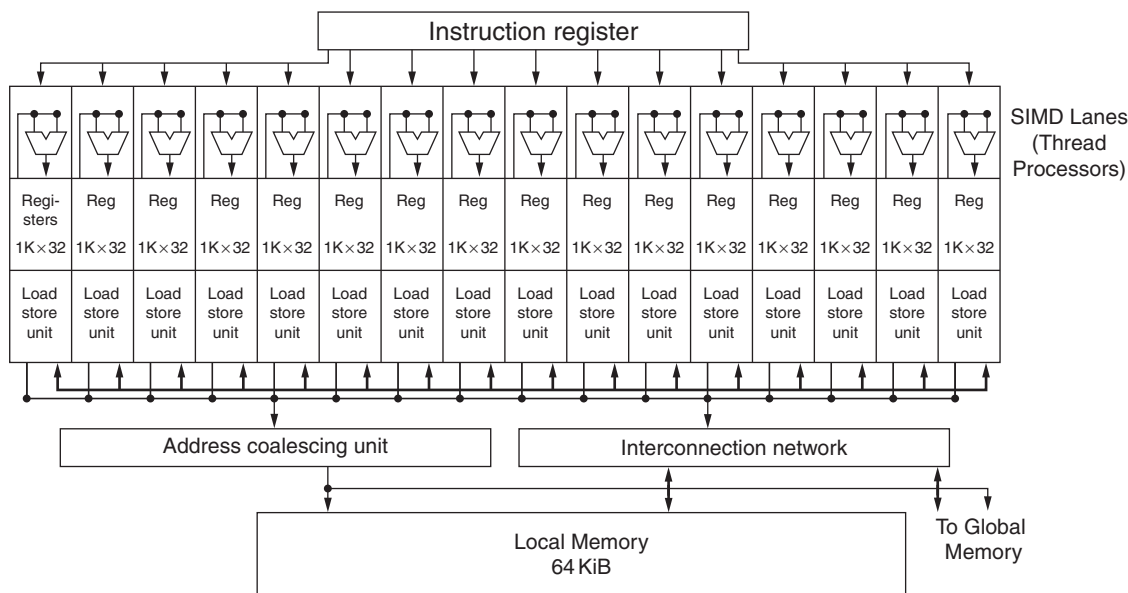 Instruction register
SIMD Lanes
(Thread
Processors)
Regi-
sters
Reg Reg Reg Reg Reg Reg Reg Reg Reg Reg Reg Reg Reg Reg Reg
1K×32 1K×32 1K×32 1K×32 1K×32 1K×32 1K×32 1K×32 1K×32 1K×32 1K×32 1K×32 1K×32 1K×32 1K×32 1K×32
Load Load Load Load Load Load Load Load Load Load Load Load Load Load Load Load
store store store store store store store store store store store store store store store store
unit unit unit unit unit unit unit unit unit unit unit unit unit unit unit unit
Address coalescing unit
Interconnection network
Local Memory
64 KiB
To Global
Memory